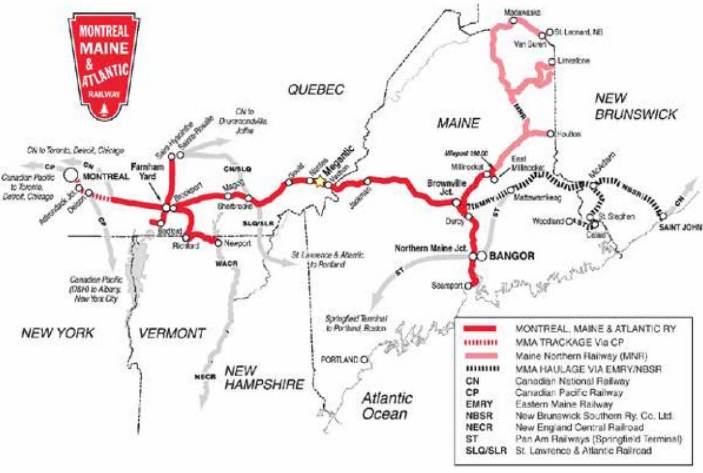 MONTREAL
MAINE
&
ATLANTIC
RAILWAY
QUEBEC
MAINE
NEW
BRUNSWICK
NEW YORK
VERMONT
NEW
HAMPSHIRE
Atlantic
Ocean
Madawaska
St. Leonard, NB
Van Buren
Limestone
MNR
Houlton
Milepost 109.00
Millinocket
East
Millinocket
CN to
Drummondville,
Joffre
Saint-Hyacinthe
Sainte-Rosalie
CN to Toronto, Detroit, Chicago
CP
CN
Canadian Pacific
to Toronto,
Detroit, Chicago
MONTREAL
Farnham
Yard
Adirondack Jct.
Delson
CP
CN/SLQ
Brookport
Magog
Sherbrooke
Gould
Nantes
Megantic
Vachon
Jackman
Brownville
Jct.
Derby
EMRY
Mattawamkeag
McAdam
NBSR
CN
SAINT JOHN
Woodland
St. Stephen
Calais
ST
Bedford
Richford
Newport
WACR
SLQ/SLR
St. Lawrence & Atlantic
to Portland
Northern Maine Jct.
BANGOR
ST
Searsport
Canadian Pacific
(D&H) to Albany,
New York City
Springfield Terminal
to Portland, Boston
PORTLAND
NECR
MONTREAL, MAINE & ATLANTIC RY
MMA TRACKAGE Via CP
Maine Northern Railway (MNR)
MMA HAULAGE VIA EMRY/NBSR
CN Canadian National Railway
CP Canadian Pacific Railway
EMRY Eastern Maine Railway
NBSR New Brunswick Southern Ry. Co. Ltd.
NECR New England Central Railroad
ST Pan Am Railways (Springfield Terminal)
SLQ/SLR St. Lawrence & Atlantic Railroad